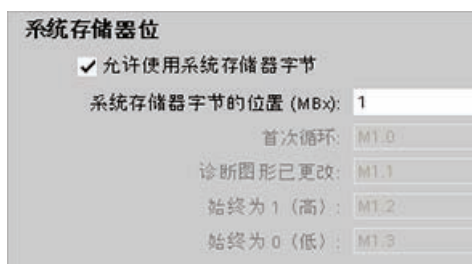 系统存储器位
允许使用系统存储器字节
系统存储器字节的位置 (MBx): 1
首次循环: M1.0
诊断图形已更改: M1.1
始终为 1 (高): M1.2
始终为 0 (低): M1.3